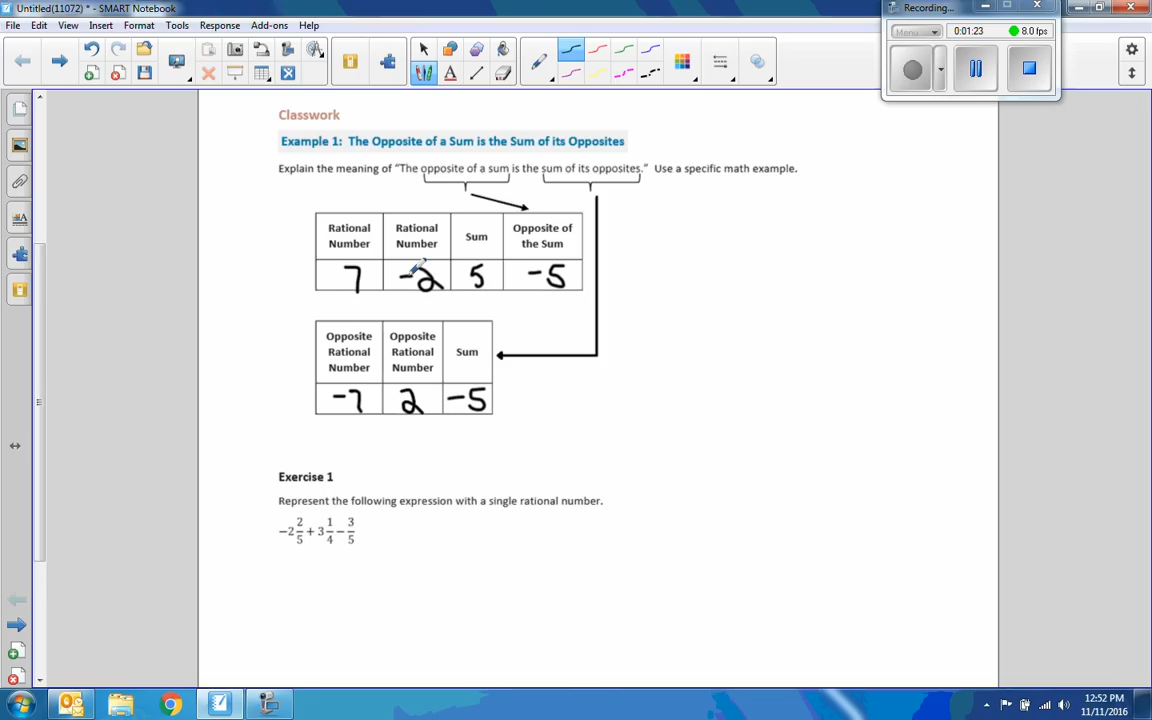 Untitled(11072) * - SMART Notebook
Recording...
File Edit View Insert Format Tools Response Add-ons Help
Menu
0:01:23
8.0 fps
Classwork
Example 1: The Opposite of a Sum is the Sum of its Opposites
Explain the meaning of “The opposite of a sum is the sum of its opposites.” Use a specific math example.
Rational Number
Rational Number
Sum
Opposite of the Sum
7 -2 5 -5
Opposite Rational Number
Opposite Rational Number
Sum
-7 2 -5
Exercise 1
Represent the following expression with a single rational number.
−2 2/5 + 3 1/4 − 3/5
12:52 PM
11/11/2016